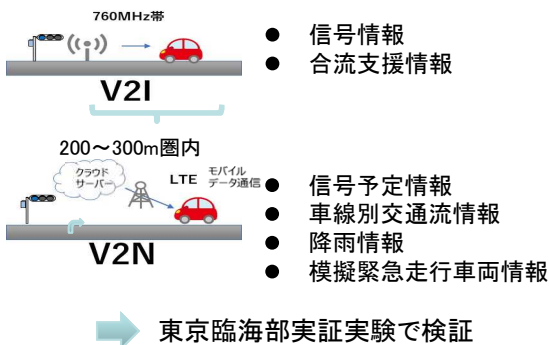 760MHz帯
V2I
● 信号情報
● 合流支援情報
200～300m圏内
クラウド
サーバー
LTE
モバイル
データ通信
V2N
● 信号予定情報
● 車線別交通流情報
● 降雨情報
● 模擬緊急走行車両情報
東京臨海部実証実験で検証